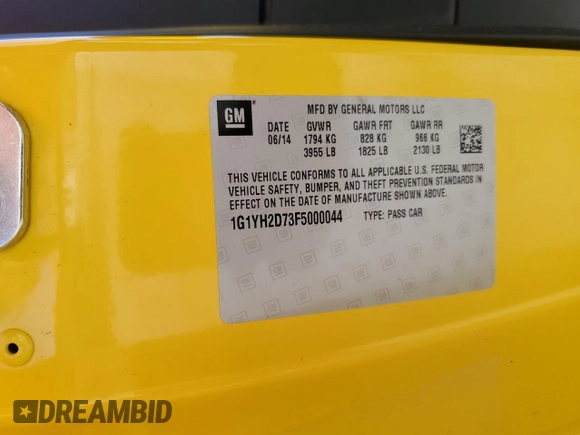 GM
MFD BY GENERAL MOTORS LLC
DATE GVWR GAWR FRT GAWR RR
06/14 1794 KG 828 KG 966 KG
3955 LB 1825 LB 2130 LB
THIS VEHICLE CONFORMS TO ALL APPLICABLE U.S. FEDERAL MOTOR
VEHICLE SAFETY, BUMPER, AND THEFT PREVENTION STANDARDS IN
EFFECT ON THE DATE OF MANUFACTURE SHOWN ABOVE.
1G1YH2D73F5000044 TYPE: PASS CAR
DREAMBID